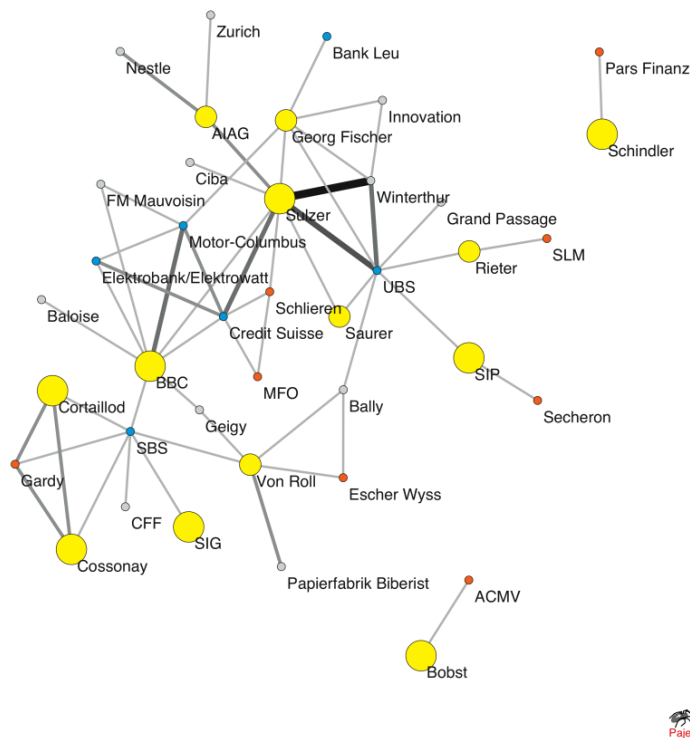 Zurich
Bank Leu
Nestle
Pars Finanz
Innovation
AIAG
Georg Fischer
Schindler
Ciba
FM Mauvoisin
Winterthur
Sulzer
Grand Passage
Motor-Columbus
SLM
Rieter
Elektrobank/Elektrowatt
UBS
Schlieren
Baloise
Credit Suisse
Saurer
SIP
BBC
MFO
Cortaillod
Bally
Secheron
Geigy
SBS
Gardy
Von Roll
Escher Wyss
CFF
SIG
Cossonay
Papierfabrik Biberist
ACMV
Bobst
Paje